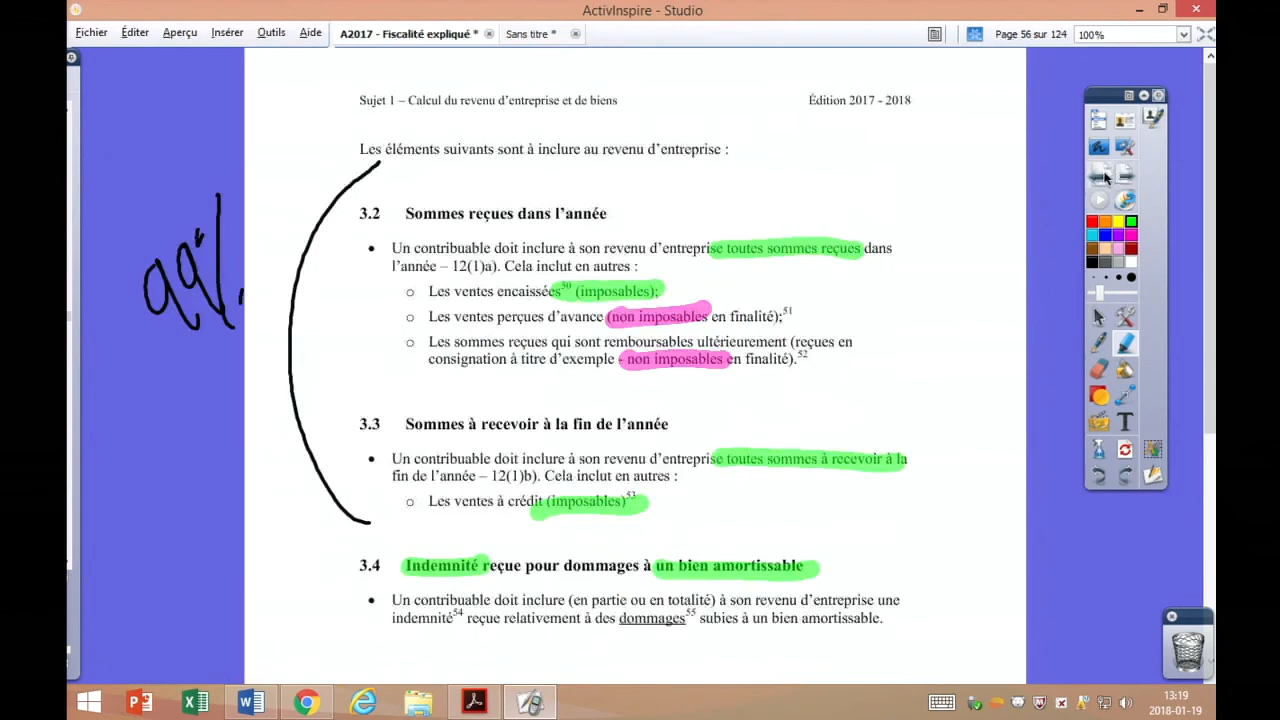 ActivInspire - Studio
Fichier Éditer Aperçu Insérer Outils Aide A2017 - Fiscalité expliqué * Sans titre * Page 56 sur 124 100%
Sujet 1 – Calcul du revenu d'entreprise et de biens Édition 2017 - 2018
Les éléments suivants sont à inclure au revenu d'entreprise :
3.2 Sommes reçues dans l'année
• Un contribuable doit inclure à son revenu d'entreprise toutes sommes reçues dans
l'année – 12(1)a). Cela inclut en autres :
o Les ventes encaissées50 (imposables);
o Les ventes perçues d'avance (non imposables en finalité);51
o Les sommes reçues qui sont remboursables ultérieurement (reçues en
consignation à titre d'exemple - non imposables en finalité).52
3.3 Sommes à recevoir à la fin de l'année
• Un contribuable doit inclure à son revenu d'entreprise toutes sommes à recevoir à la
fin de l'année – 12(1)b). Cela inclut en autres :
o Les ventes à crédit (imposables)53
3.4 Indemnité reçue pour dommages à un bien amortissable
• Un contribuable doit inclure (en partie ou en totalité) à son revenu d'entreprise une
indemnité54 reçue relativement à des dommages55 subies à un bien amortissable.
13:19
2018-01-19